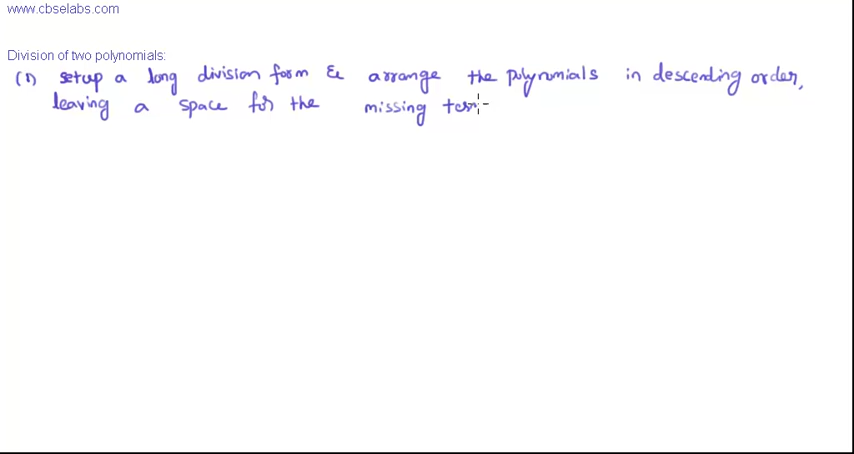 www.cbselabs.com
Division of two polynomials:
(1) setup a long division form & arrange the polynomials in descending order,
leaving a space for the missing